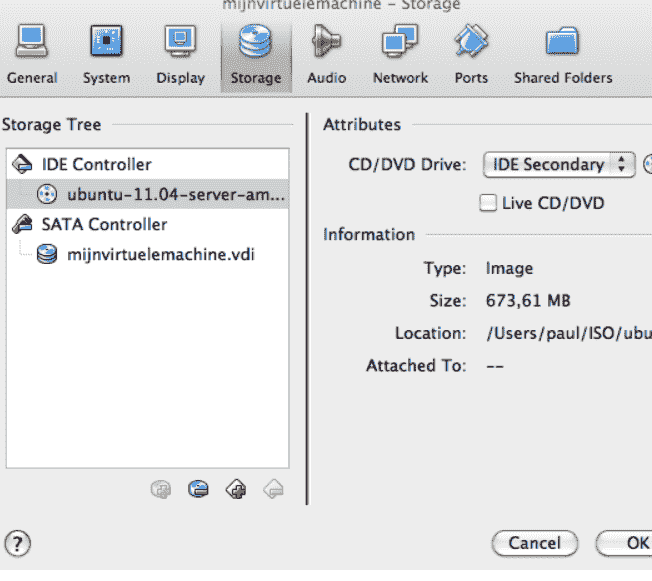 mijnvirtuelemachine – Storage
General System Display Storage Audio Network Ports Shared Folders
Storage Tree
IDE Controller
ubuntu-11.04-server-am...
SATA Controller
mijnvirtuelemachine.vdi
Attributes
CD/DVD Drive: IDE Secondary
Live CD/DVD
Information
Type: Image
Size: 673,61 MB
Location: /Users/paul/ISO/ubu
Attached To: --
?
Cancel OK